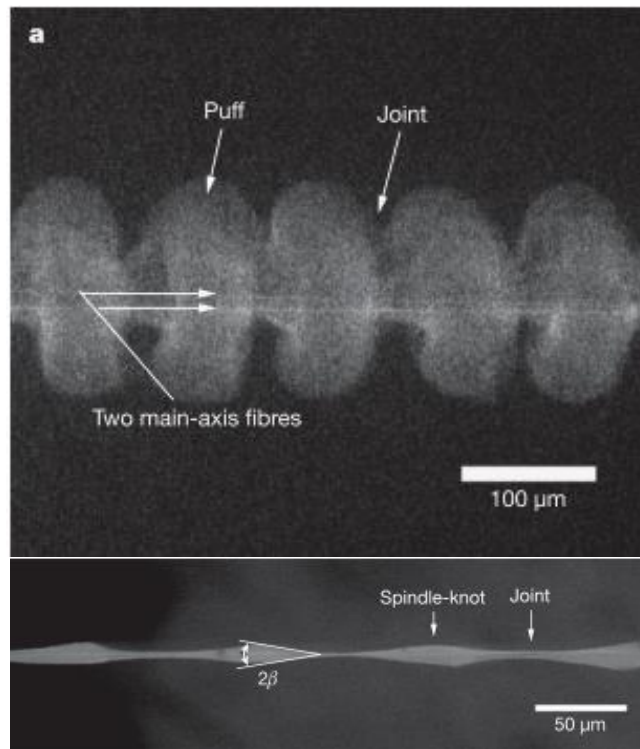 a
Puff
Joint
Two main-axis fibres
100 µm
Spindle-knot
Joint
2β
50 µm